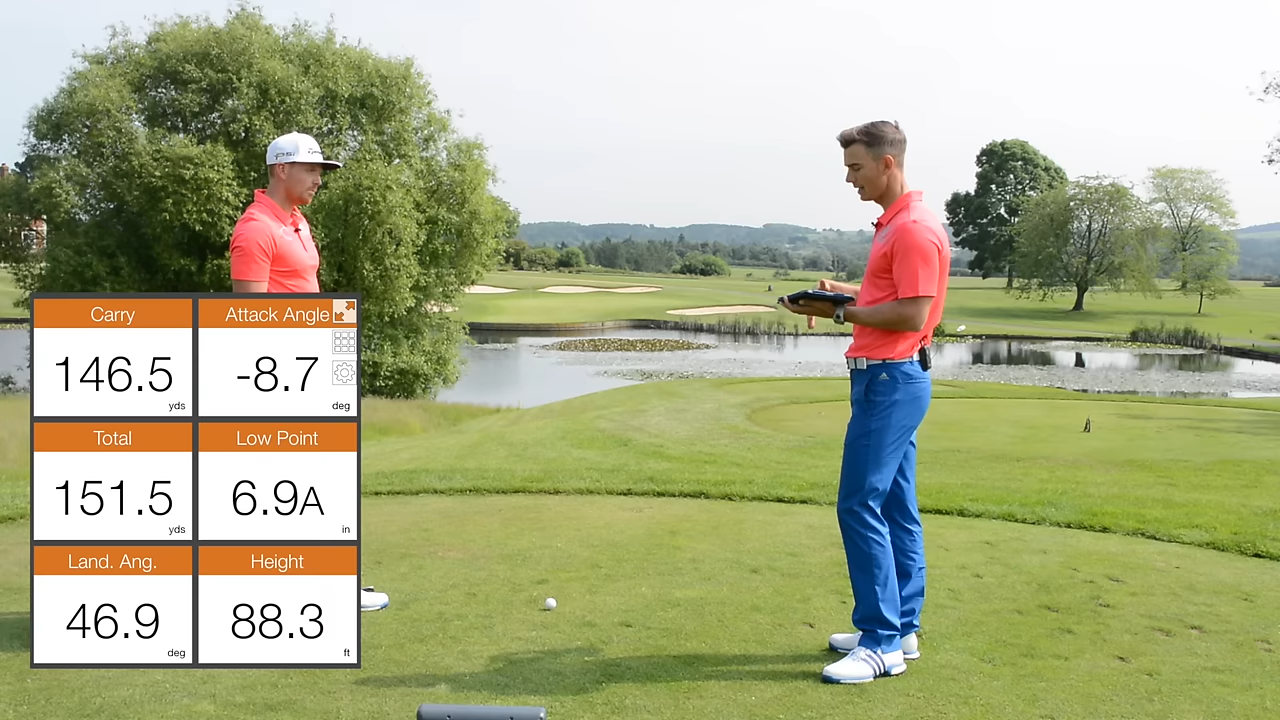 Carry
Attack Angle
146.5
yds
-8.7
deg
Total
Low Point
151.5
yds
6.9A
in
Land. Ang.
Height
46.9
deg
88.3
ft